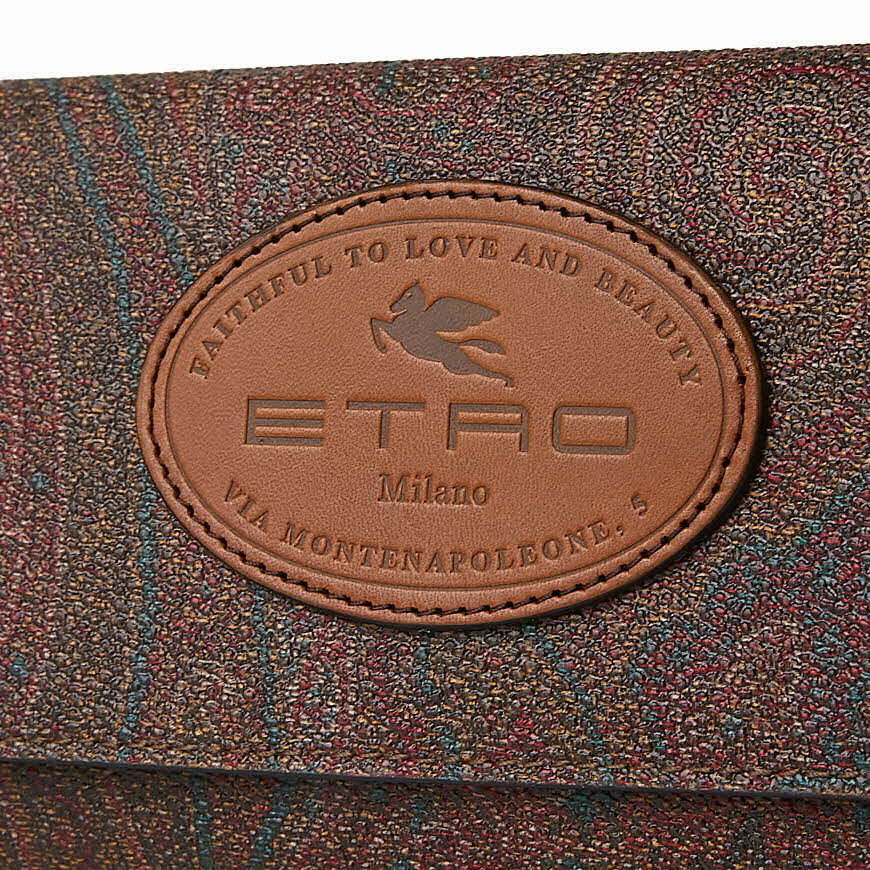 FAITHFUL TO LOVE AND BEAUTY
ETRO
Milano
VIA MONTENAPOLEONE, 5